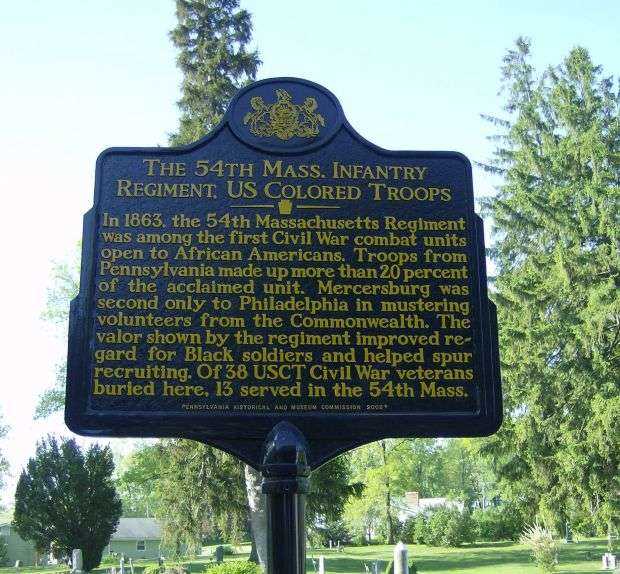 THE 54TH MASS. INFANTRY
REGIMENT, US COLORED TROOPS
In 1863, the 54th Massachusetts Regiment
was among the first Civil War combat units
open to African Americans. Troops from
Pennsylvania made up more than 20 percent
of the acclaimed unit. Mercersburg was
second only to Philadelphia in mustering
volunteers from the Commonwealth. The
valor shown by the regiment improved re-
gard for Black soldiers and helped spur
recruiting. Of 38 USCT Civil War veterans
buried here, 13 served in the 54th Mass.
PENNSYLVANIA HISTORICAL AND MUSEUM COMMISSION 2009